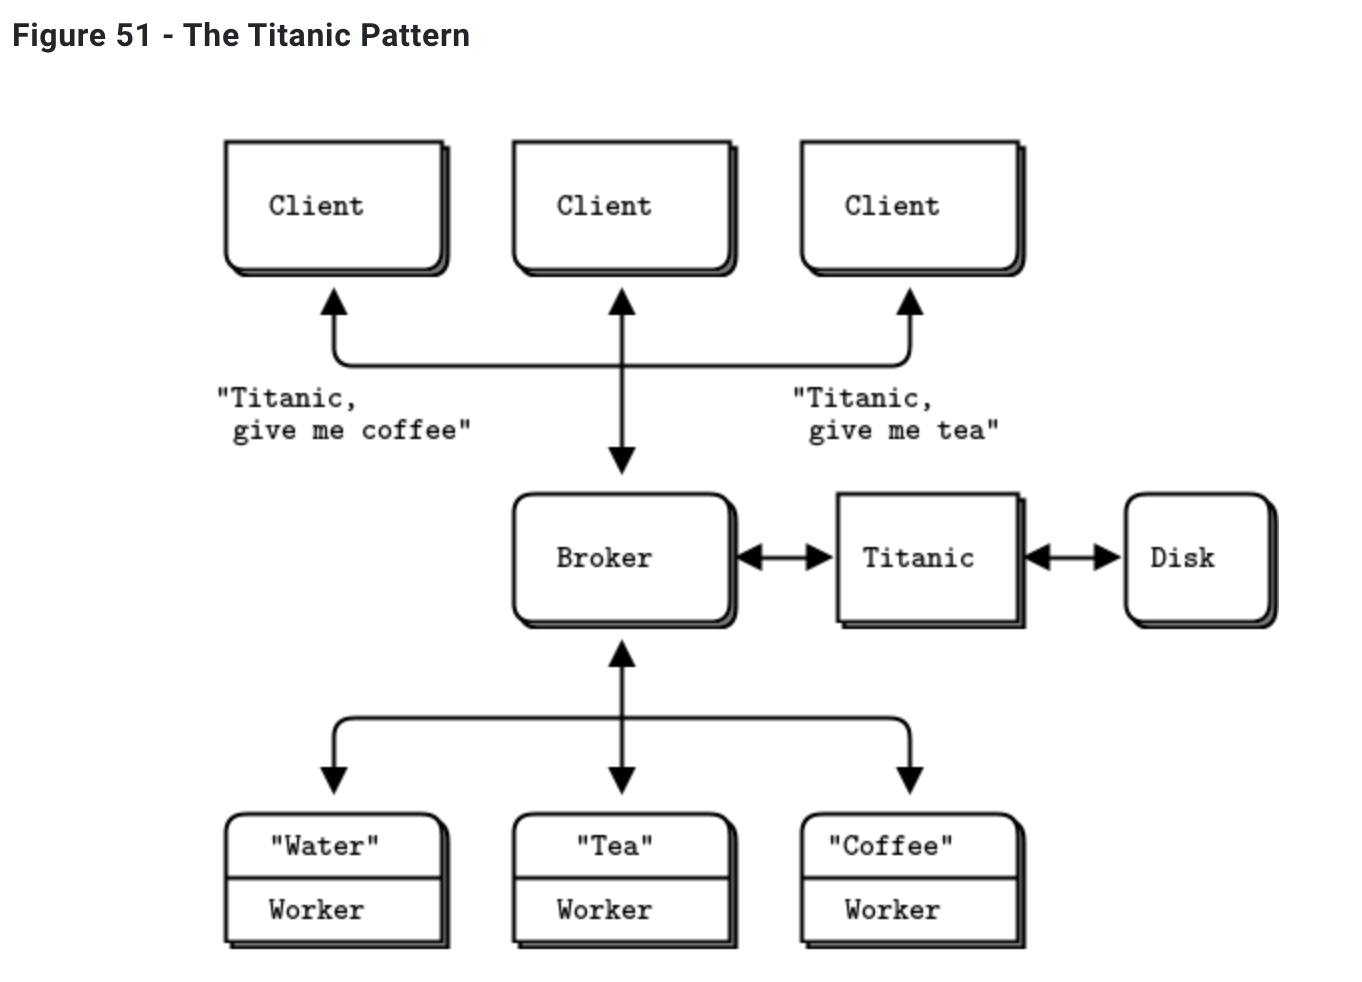 Figure 51 - The Titanic Pattern
Client
Client
Client
"Titanic,
give me coffee"
"Titanic,
give me tea"
Broker
Titanic
Disk
"Water"
Worker
"Tea"
Worker
"Coffee"
Worker